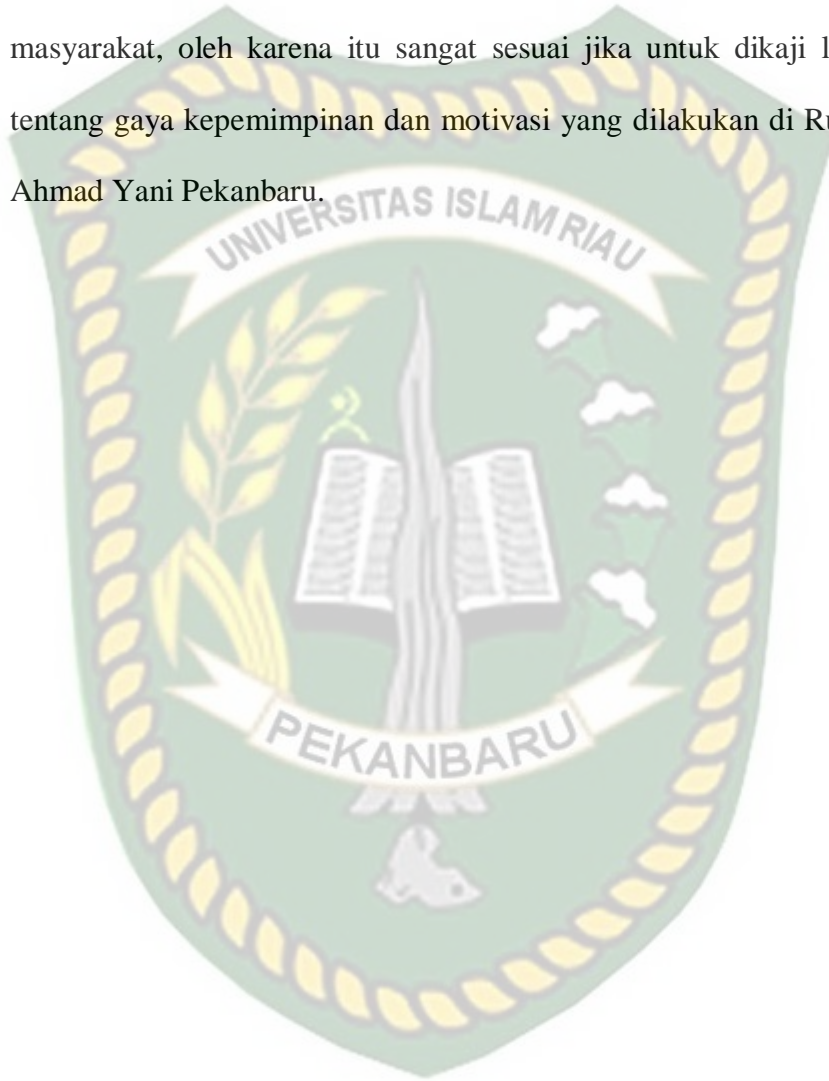 masyarakat, oleh karena itu sangat sesuai jika untuk dikaji
tentang gaya kepemimpinan dan motivasi yang dilakukan di
Ahmad Yani Pekanbaru.
UNIVERSITAS ISLAM RIAU
PEKANBARU